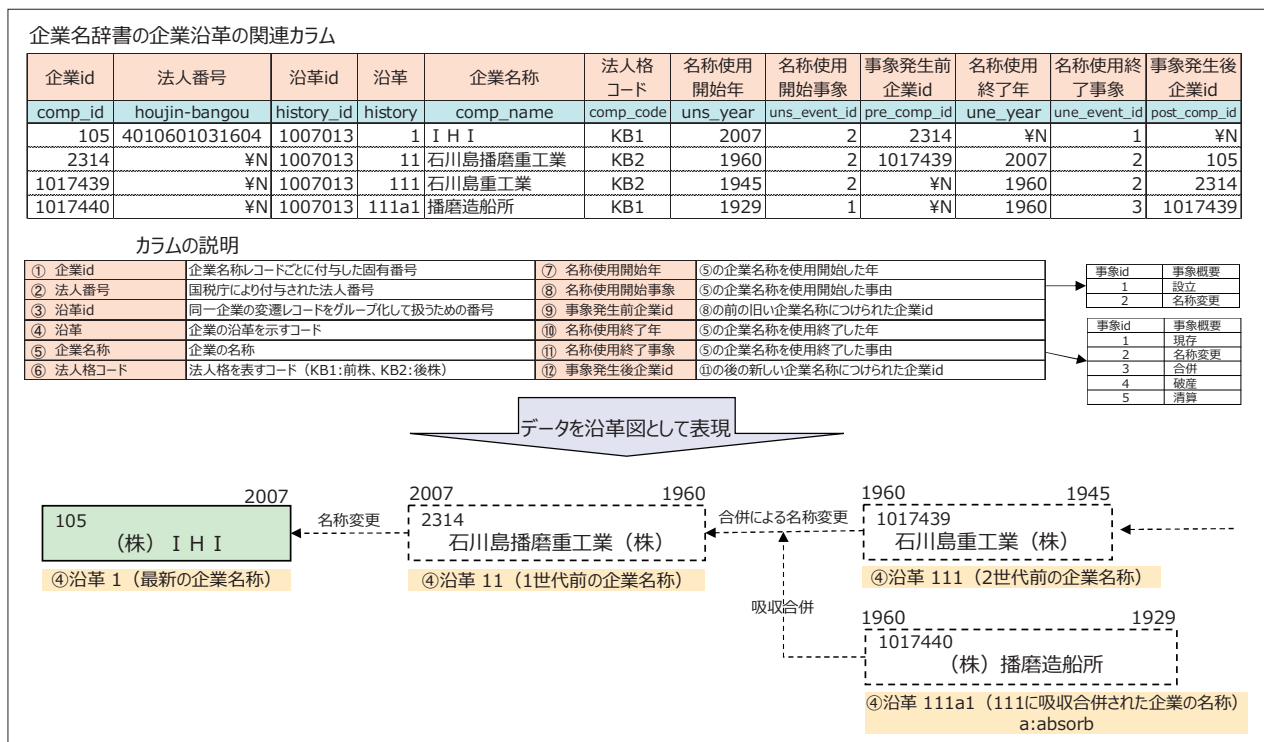 企業名辞書の企業沿革の関連カラム
企業id 法人番号 沿革id 沿革 企業名称 法人格コード 名称使用開始年 名称使用開始事象 事象発生前企業id 名称使用終了年 名称使用終了事象 事象発生後企業id
comp_id houjin-bangou history_id history comp_name comp_code uns_year uns_event_id pre_comp_id une_year une_event_id post_comp_id
105 4010601031604 1007013 1 ＩＨＩ KB1 2007 2 2314 ¥N 1 ¥N
2314 ¥N 1007013 11 石川島播磨重工業 KB2 1960 2 1017439 2007 2 105
1017439 ¥N 1007013 111 石川島重工業 KB2 1945 2 ¥N 1960 2 2314
1017440 ¥N 1007013 111a1 播磨造船所 KB1 1929 1 ¥N 1960 3 1017439
カラムの説明
① 企業id 企業名称レコードごとに付与した固有番号 ⑦ 名称使用開始年 ⑤の企業名称を使用開始した年
② 法人番号 国税庁により付与された法人番号 ⑧ 名称使用開始事象 ⑤の企業名称を使用開始した事由
③ 沿革id 同一企業の変遷レコードをグループ化して扱うための番号 ⑨ 事象発生前企業id ⑧の前の旧い企業名称につけられた企業id
④ 沿革 企業の沿革を示すコード ⑩ 名称使用終了年 ⑤の企業名称を使用終了した年
⑤ 企業名称 企業の名称 ⑪ 名称使用終了事象 ⑤の企業名称を使用終了した事由
⑥ 法人格コード 法人格を表すコード（KB1:前株、KB2:後株） ⑫ 事象発生後企業id ⑪の後の新しい企業名称につけられた企業id
事象id 事象概要
1 設立
2 名称変更
事象id 事象概要
1 現存
2 名称変更
3 合併
4 破産
5 清算
データを沿革図として表現
2007 2007 1960 1960 1945
105 名称変更 2314 合併による名称変更 1017439
（株）ＩＨＩ 石川島播磨重工業（株） 石川島重工業（株）
④沿革 1（最新の企業名称） ④沿革 11（1世代前の企業名称） ④沿革 111（2世代前の企業名称）
吸収合併
1960 1929
1017440
（株）播磨造船所
④沿革 111a1（111に吸収合併された企業の名称）
a:absorb